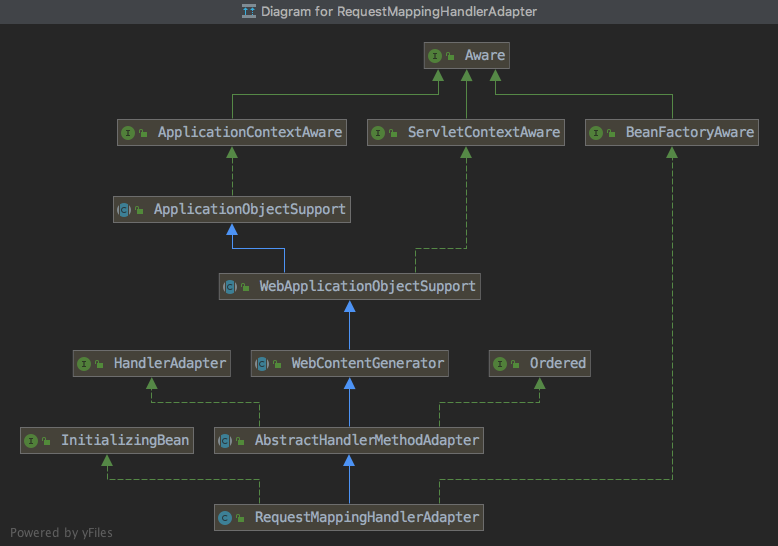 Diagram for RequestMappingHandlerAdapter
Aware
ApplicationContextAware
ServletContextAware
BeanFactoryAware
ApplicationObjectSupport
WebApplicationObjectSupport
HandlerAdapter
WebContentGenerator
Ordered
InitializingBean
AbstractHandlerMethodAdapter
RequestMappingHandlerAdapter
Powered by yFiles